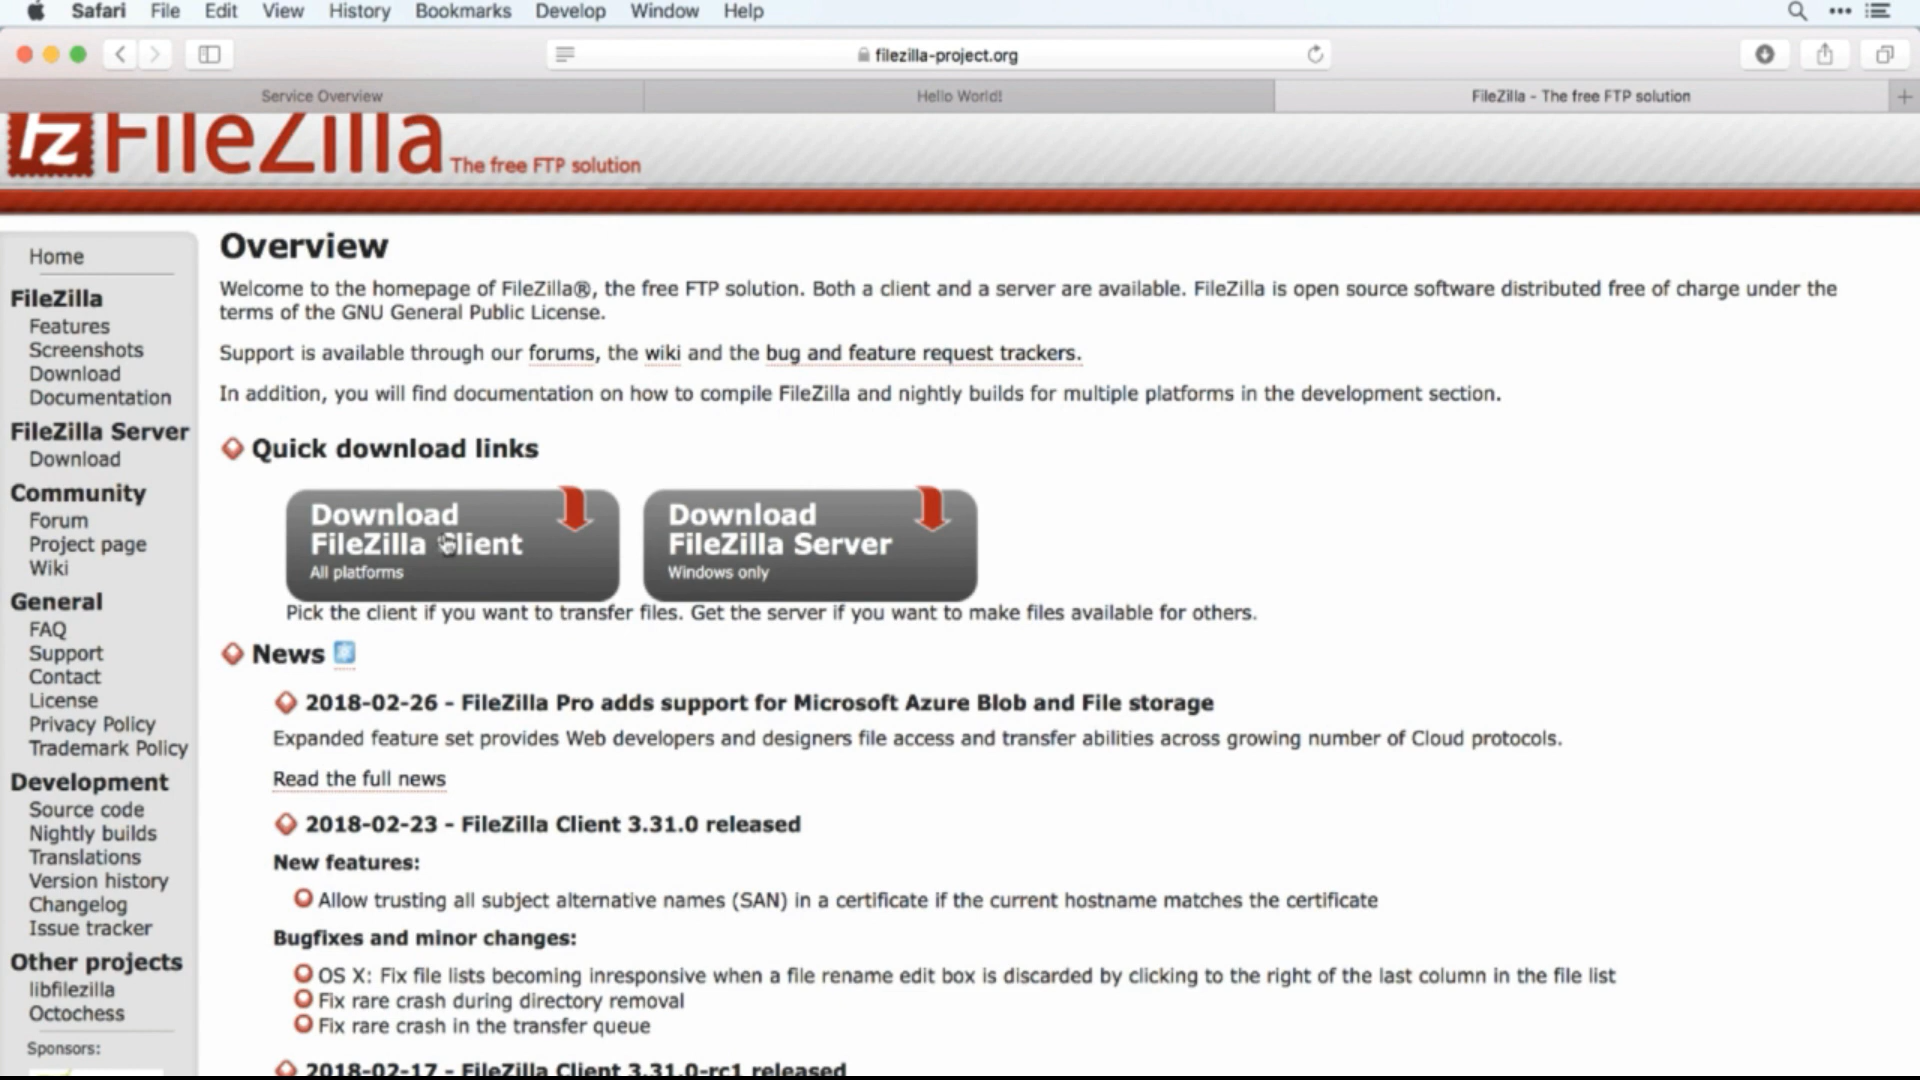 Safari File Edit View History Bookmarks Develop Window Help
filezilla-project.org
Service Overview
Hello World!
FileZilla - The free FTP solution
fz FileZilla The free FTP solution
Home
FileZilla
Features
Screenshots
Download
Documentation
FileZilla Server
Download
Community
Forum
Project page
Wiki
General
FAQ
Support
Contact
License
Privacy Policy
Trademark Policy
Development
Source code
Nightly builds
Translations
Version history
Changelog
Issue tracker
Other projects
libfilezilla
Octochess
Sponsors:
Overview
Welcome to the homepage of FileZilla®, the free FTP solution. Both a client and a server are available. FileZilla is open source software distributed free of charge under the
terms of the GNU General Public License.
Support is available through our forums, the wiki and the bug and feature request trackers.
In addition, you will find documentation on how to compile FileZilla and nightly builds for multiple platforms in the development section.
Quick download links
Download
FileZilla Client
All platforms
Download
FileZilla Server
Windows only
Pick the client if you want to transfer files. Get the server if you want to make files available for others.
News
2018-02-26 - FileZilla Pro adds support for Microsoft Azure Blob and File storage
Expanded feature set provides Web developers and designers file access and transfer abilities across growing number of Cloud protocols.
Read the full news
2018-02-23 - FileZilla Client 3.31.0 released
New features:
Allow trusting all subject alternative names (SAN) in a certificate if the current hostname matches the certificate
Bugfixes and minor changes:
OS X: Fix file lists becoming inresponsive when a file rename edit box is discarded by clicking to the right of the last column in the file list
Fix rare crash during directory removal
Fix rare crash in the transfer queue
2018-02-17 - FileZilla Client 3.31.0-rc1 released